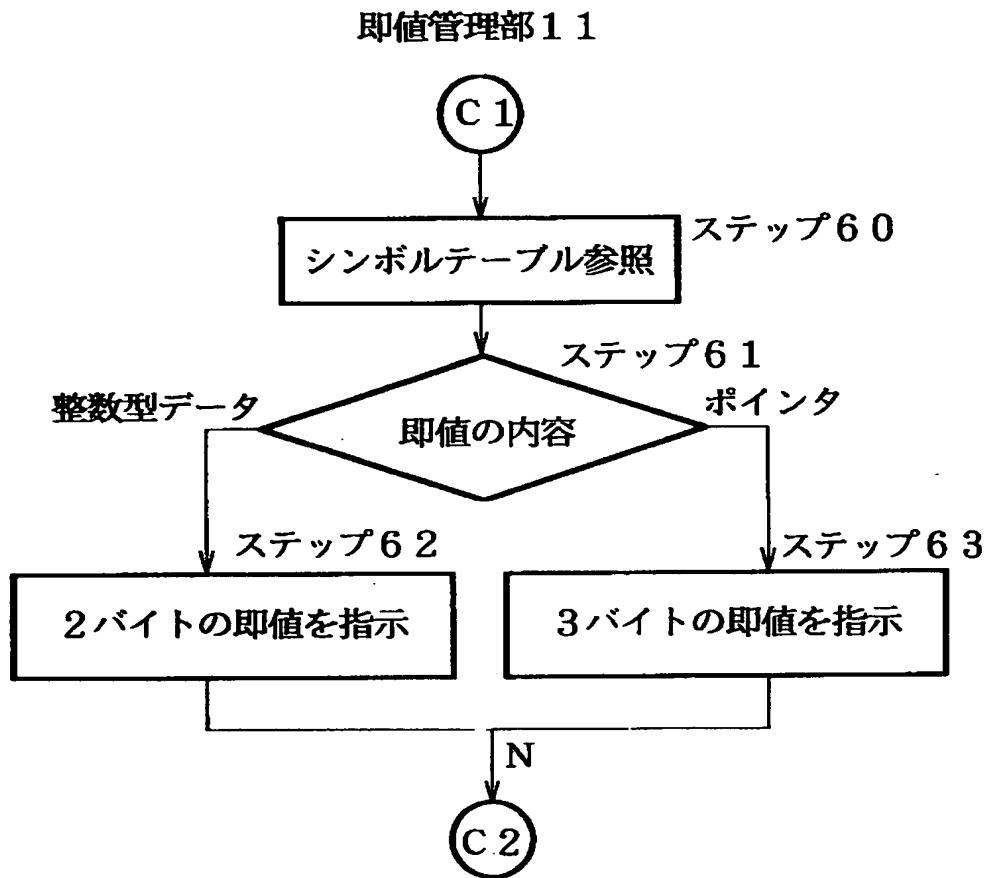 即値管理部１１
Ｃ１
ステップ６０
シンボルテーブル参照
ステップ６１
整数型データ
ポインタ
即値の内容
ステップ６２
ステップ６３
２バイトの即値を指示
３バイトの即値を指示
N
Ｃ２